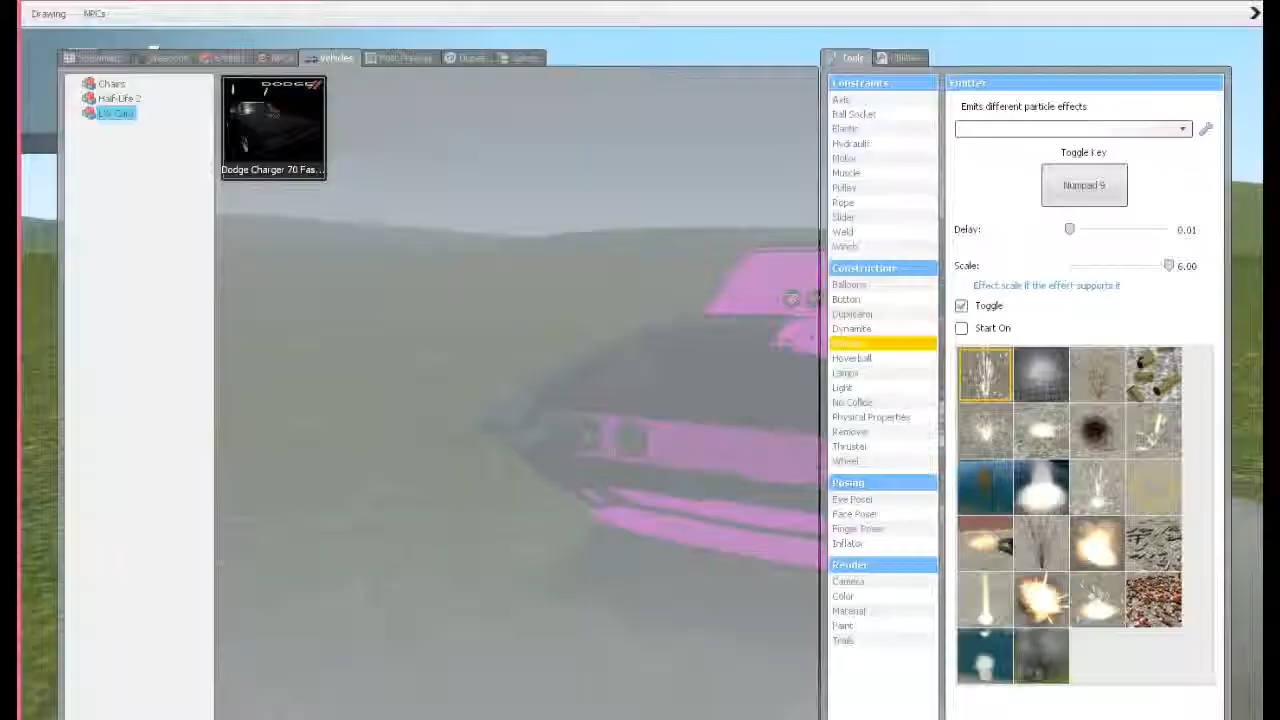 Drawing NPCs
Vehicles
Tools
Chairs
Half-Life 2
DODGE
Dodge Charger 70 Fas...
Constraints
Axis
Ball Socket
Elastic
Hydraulic
Motor
Muscle
Pulley
Rope
Slider
Weld
Winch
Construction
Balloons
Button
Duplicator
Dynamite
Hoverball
Lamps
Light
No Collide
Physical Properties
Remover
Thruster
Wheel
Posing
Eye Poser
Face Poser
Finger Poser
Inflator
Render
Camera
Color
Material
Paint
Trails
Emitter
Emits different particle effects
Toggle Key
Numpad 9
Delay: 0.01
Scale: 6.00
Effect scale if the effect supports it
Toggle
Start On